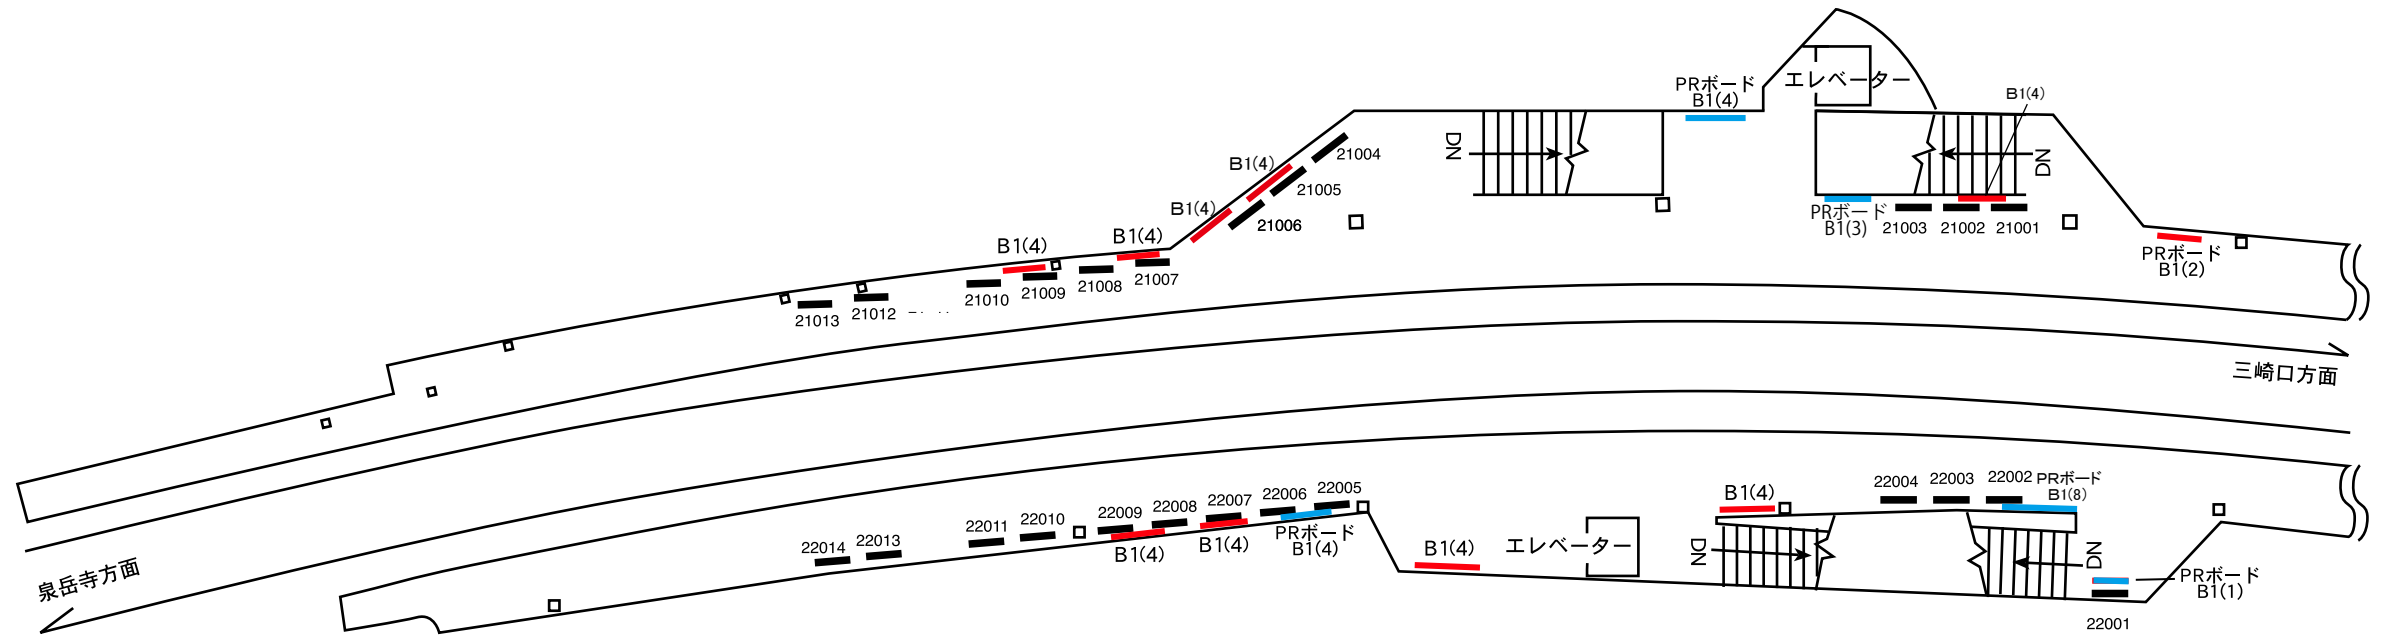 エレベーター
PRボード
B1(4)
B1(4)
DN
DN
B1(4)
21004
21005
B1(4)
21006
PRボード
B1(3)
21003
21002
21001
B1(4)
B1(4)
21007
21008
21009
21010
21012
21013
PRボード
B1(2)
三崎口方面
泉岳寺方面
22014
22013
22011
22010
22009
22008
22007
22006
22005
B1(4)
B1(4)
PRボード
B1(4)
B1(4)
エレベーター
B1(4)
DN
22004
22003
22002
PRボード
B1(8)
DN
PRボード
B1(1)
22001